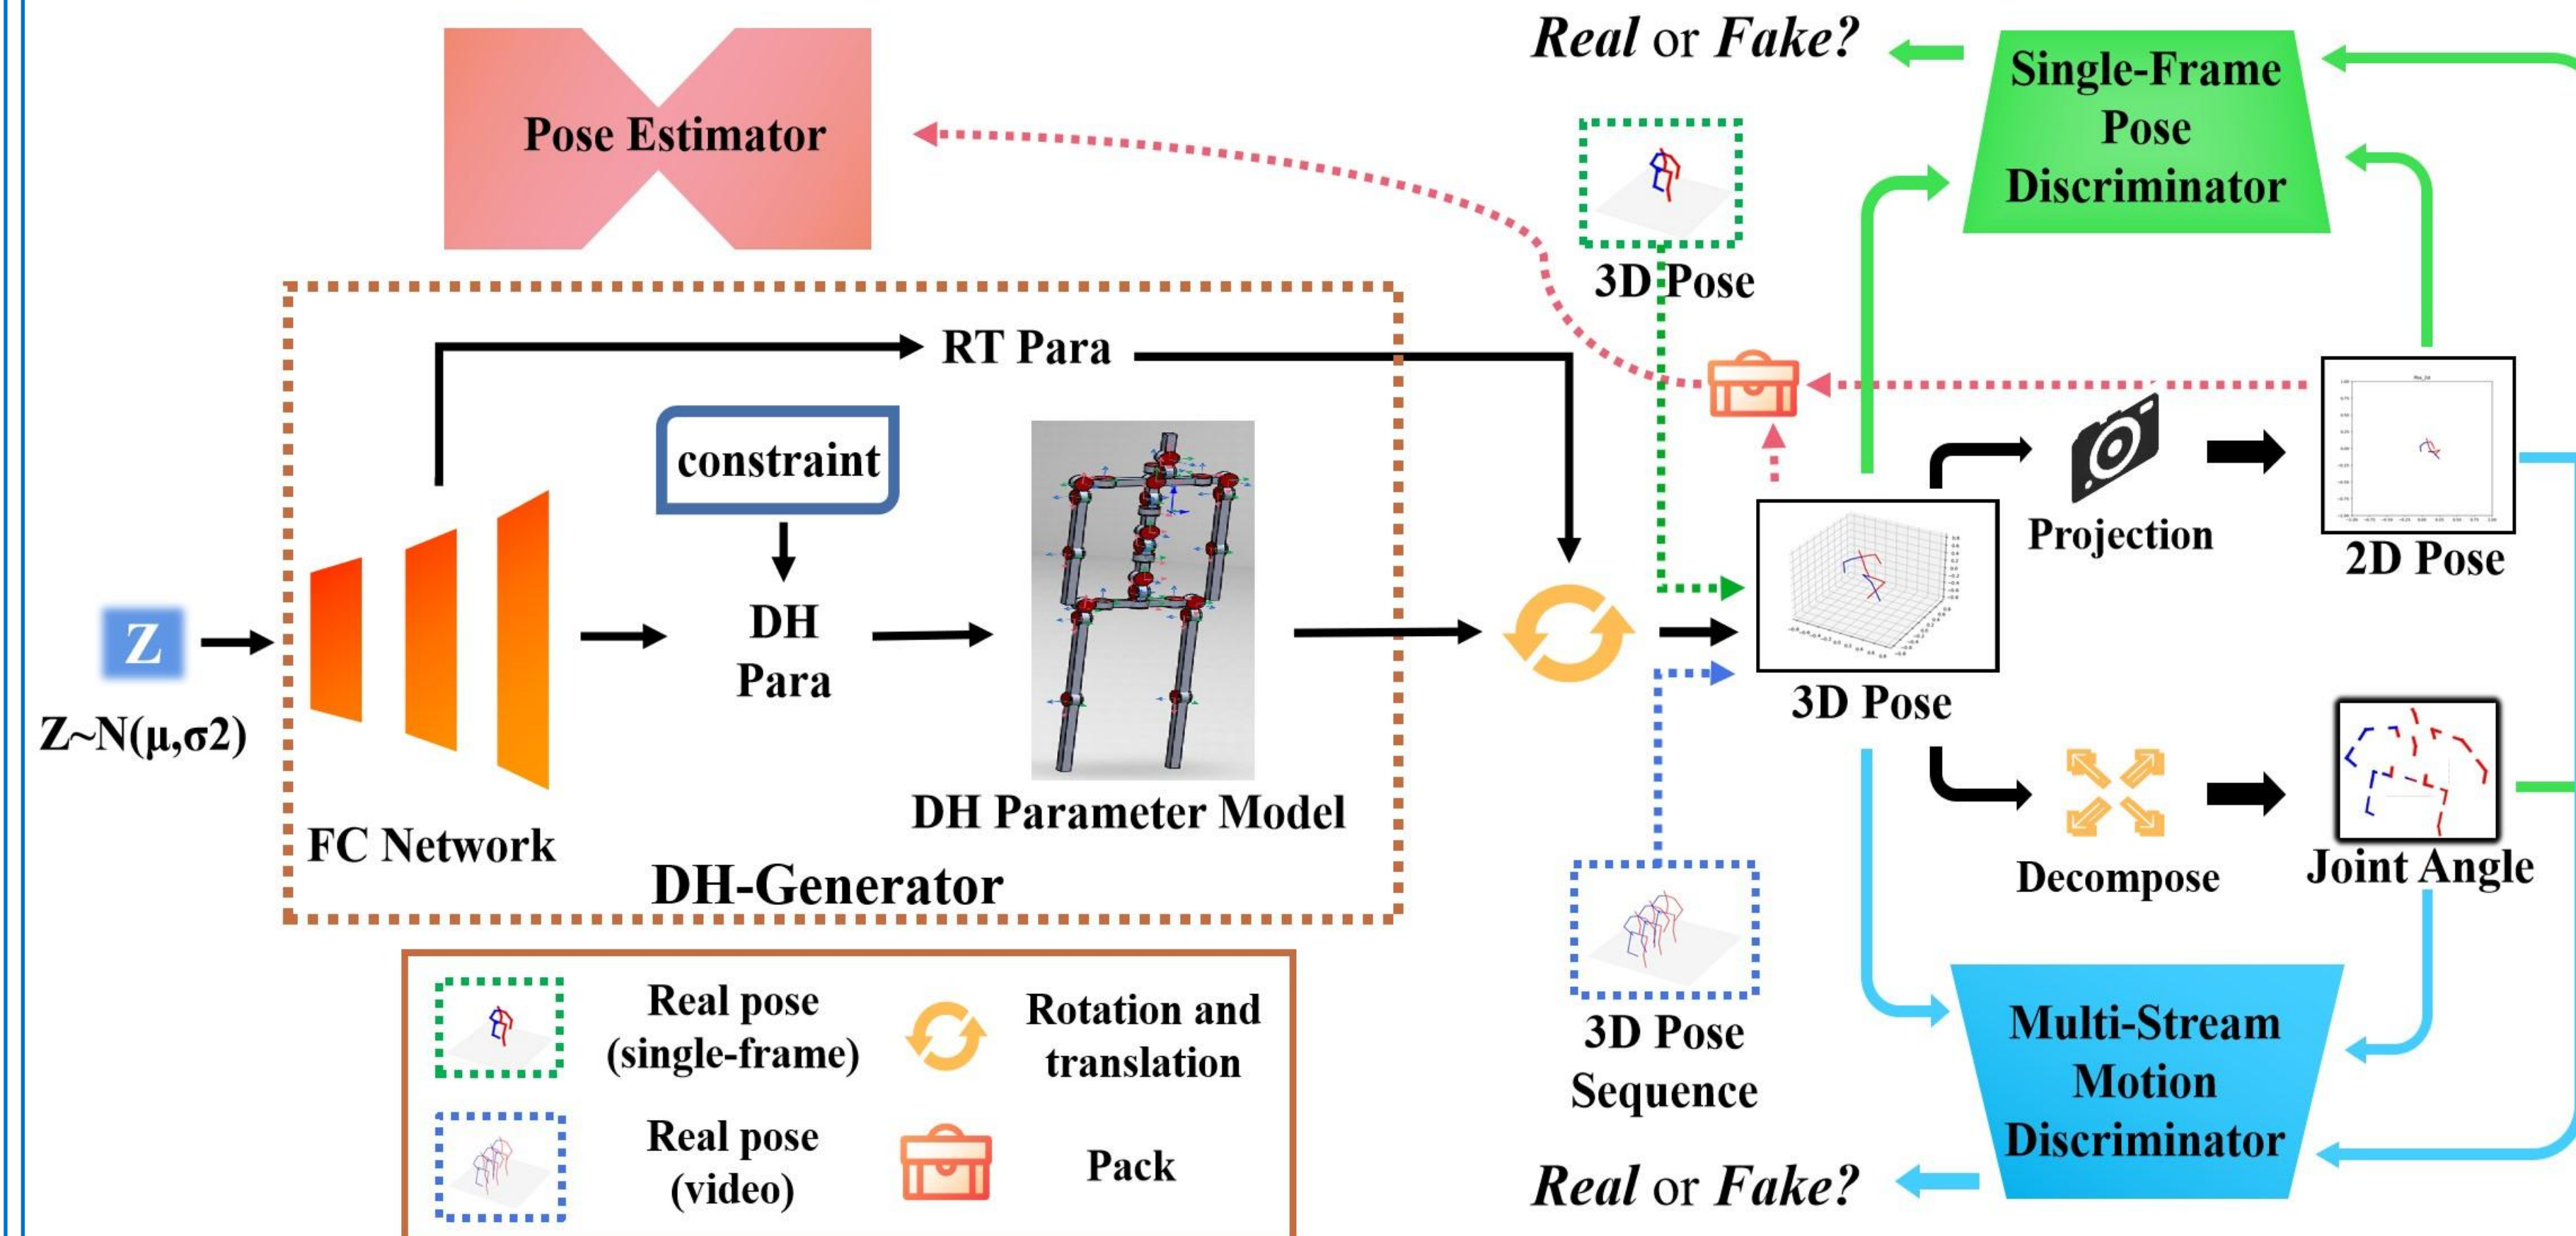 Real or Fake?
Single-Frame
Pose
Discriminator
Pose Estimator
3D Pose
RT Para
constraint
Projection
2D Pose
DH
Para
Z
Z~N(μ,σ2)
3D Pose
DH Parameter Model
FC Network
DH-Generator
Decompose
Joint Angle
Real pose
(single-frame)
Rotation and
translation
3D Pose
Sequence
Multi-Stream
Motion
Discriminator
Real pose
(video)
Pack
Real or Fake?